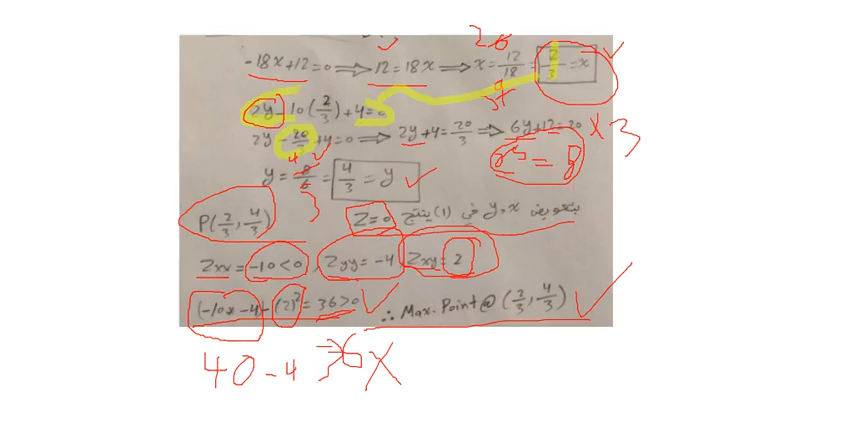 -18x+12=0 ⟹ 12=18x ⟹ x=12/18=2/3=x
2y-10(2/3)+4=0
2y-20/3+4=0 ⟹ 2y+4=20/3 ⟹ 6y+12=20 ×3
y=8/6=4/3=y
P(2/3,4/3) بتعويض x,y في (1) ينتج Z=0
Zxx=-10<0, Zyy=-4 Zxy=2
(-10×-4)-(2)²=36>0 ∴ Max. Point @ (2/3,4/3)
40-4 36